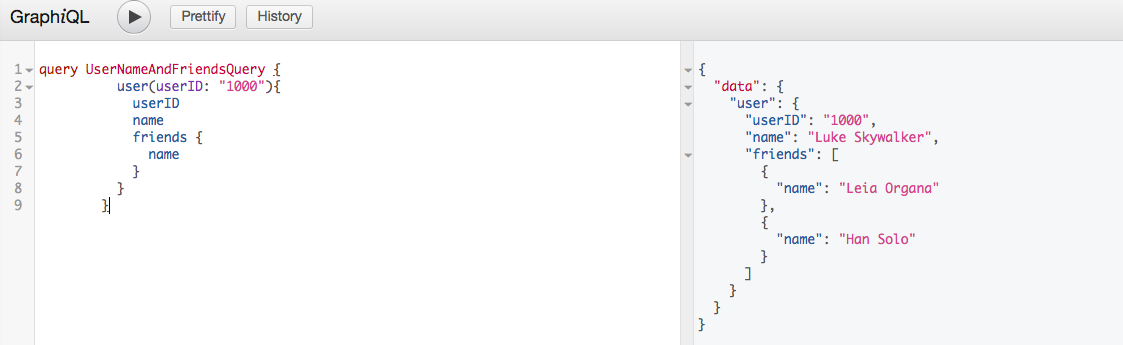 GraphiQL Prettify History
1 query UserNameAndFriendsQuery {
2 user(userID: "1000"){
3 userID
4 name
5 friends {
6 name
7 }
8 }
9 }
{
"data": {
"user": {
"userID": "1000",
"name": "Luke Skywalker",
"friends": [
{
"name": "Leia Organa"
},
{
"name": "Han Solo"
}
]
}
}
}